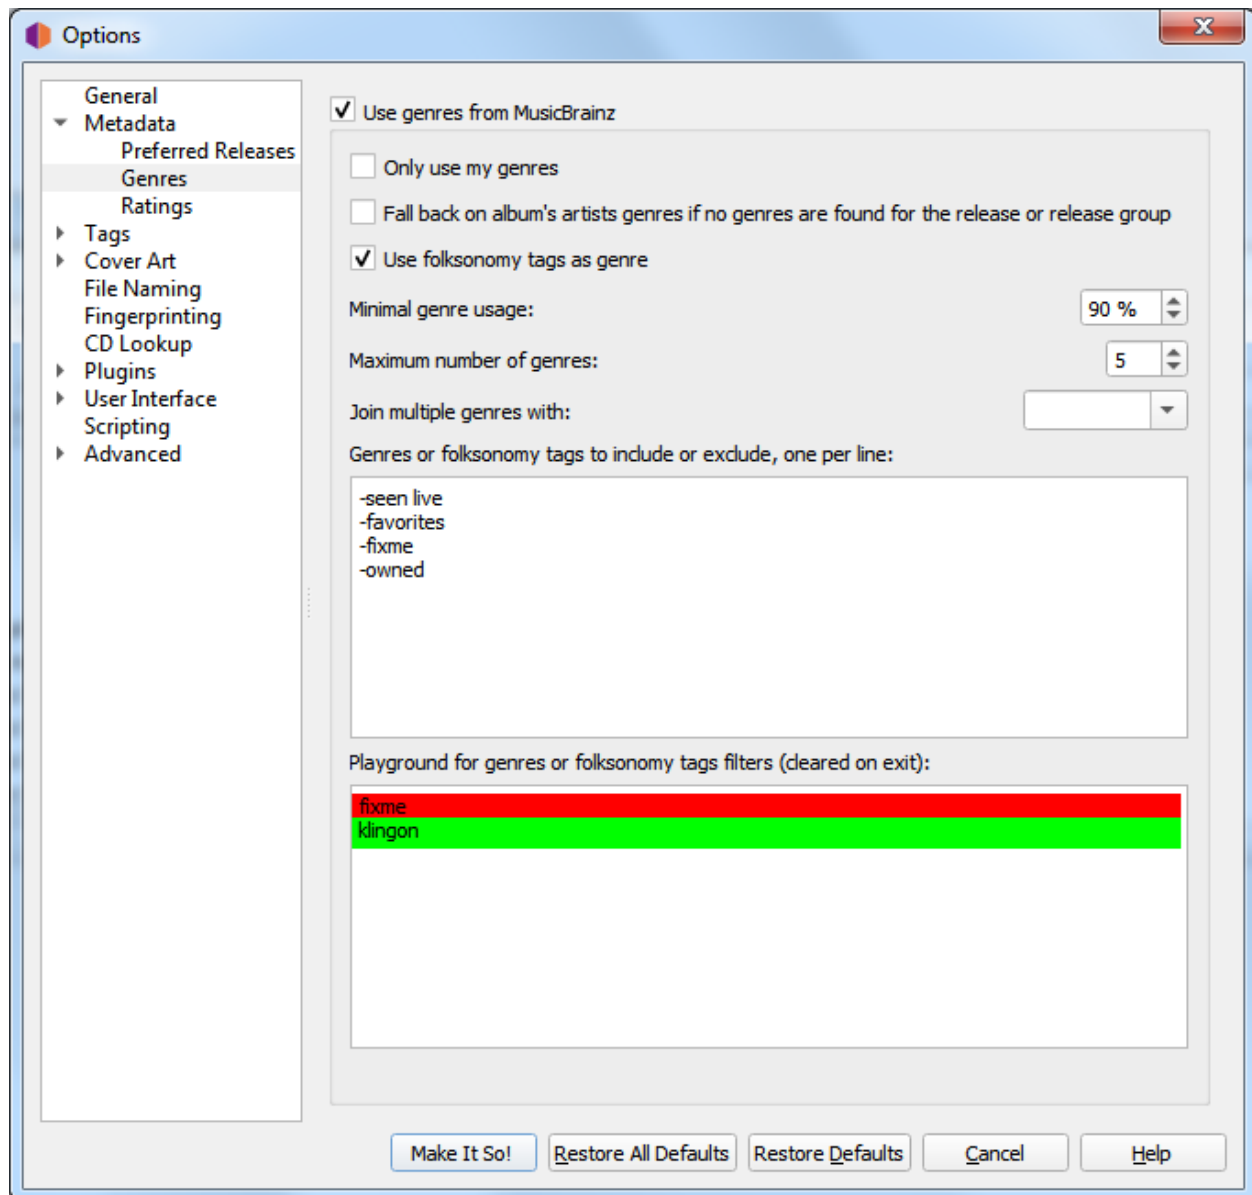 Options
General
Metadata
Preferred Releases
Genres
Ratings
Tags
Cover Art
File Naming
Fingerprinting
CD Lookup
Plugins
User Interface
Scripting
Advanced
Use genres from MusicBrainz
Only use my genres
Fall back on album's artists genres if no genres are found for the release or release group
Use folksonomy tags as genre
Minimal genre usage: 90 %
Maximum number of genres: 5
Join multiple genres with:
Genres or folksonomy tags to include or exclude, one per line:
-seen live
-favorites
-fixme
-owned
Playground for genres or folksonomy tags filters (cleared on exit):
fixme
klingon
Make It So! Restore All Defaults Restore Defaults Cancel Help